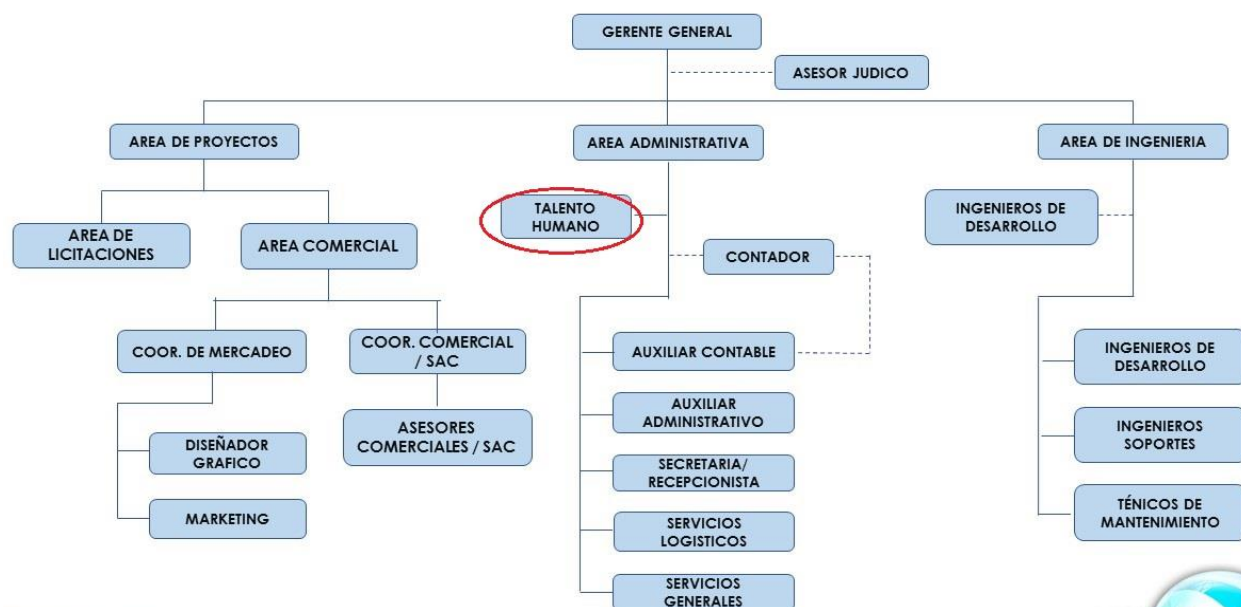 GERENTE GENERAL
ASESOR JUDICO
AREA DE PROYECTOS
AREA ADMINISTRATIVA
AREA DE INGENIERIA
TALENTO
HUMANO
INGENIEROS DE
DESARROLLO
AREA DE
LICITACIONES
AREA COMERCIAL
CONTADOR
COOR. DE MERCADEO
COOR. COMERCIAL
/ SAC
AUXILIAR CONTABLE
INGENIEROS DE
DESARROLLO
AUXILIAR
ADMINISTRATIVO
ASESORES
COMERCIALES / SAC
INGENIEROS
SOPORTES
DISEÑADOR
GRAFICO
SECRETARIA/
RECEPCIONISTA
MARKETING
SERVICIOS
LOGISTICOS
TÉNICOS DE
MANTENIMIENTO
SERVICIOS
GENERALES